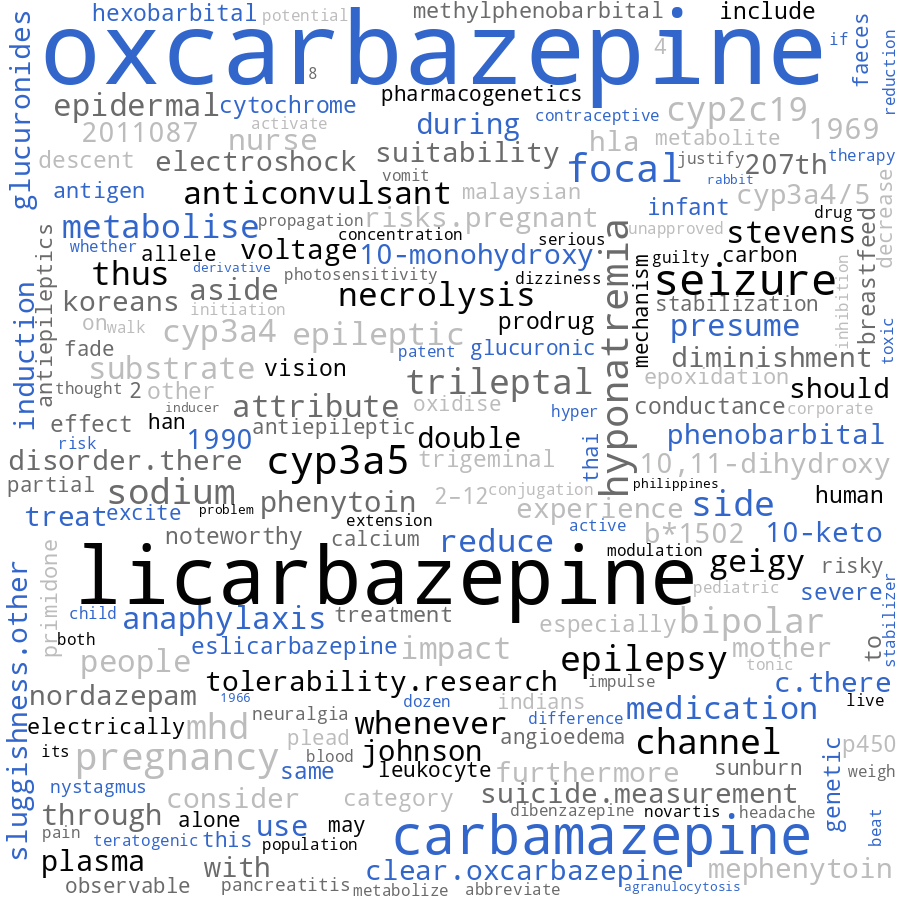 hexobarbital potential methylphenobarbital include
oxcarbazepine
if
4
8
glucuronides
faeces
reduction
pharmacogenetics
epidermal cytochrome contraceptive cyp2c19
2011087 activate during hla metabolite 1969
nurse
descent electroshock suitability focal justify 207th therapy
vomit
antigen anticonvulsant malaysian rabbit cyp3a4/5
decrease
infant
metabolise propagation risks.pregnant unapproved drug
concentration serious stevens
whether allele voltage 10-monohydroxy guilty carbon
breastfeed
hyponatremia
mechanism
inhibition
antiepileptics
thus derivative photosensitivity dizziness seizure
aside necrolysis
koreans initiation prodrug stabilization
on walk cyp3a4 epileptic presume
toxic
induction
fade patent glucuronic diminishment
substrate vision
thought 2 other trileptal epoxidation should
inducer attribute oxidise hyper conductance corporate
effect han antiepileptic
risk 1990 double phenobarbital
thai
disorder.there cyp3a5 trigeminal 10,11-dihydroxy
partial sodium phenytoin 2–12 conjugation philippines
treat excite problem experience side human
extension active
noteworthy calcium reduce b*1502 10-keto
licarbazepine modulation geigy risky
primidone
pediatric severe
stabilizer
child anaphylaxis treatment especially bipolar
to
sluggishness.other
both eslicarbazepine impact mother
people epilepsy tonic
tolerability.research impulse c.there
nordazepam 1966 dozen indians live
neuralgia medication
electrically mhd whenever difference
plead angioedema channel p450
its blood johnson
genetic
pregnancy same leukocyte furthermore sunburn weigh
nystagmus consider category suicide.measurement
through alone dibenzazepine novartis headache
beat
pain teratogenic this use may carbamazepine
population
plasma with clear.oxcarbazepine mephenytoin
observable pancreatitis metabolize abbreviate agranulocytosis